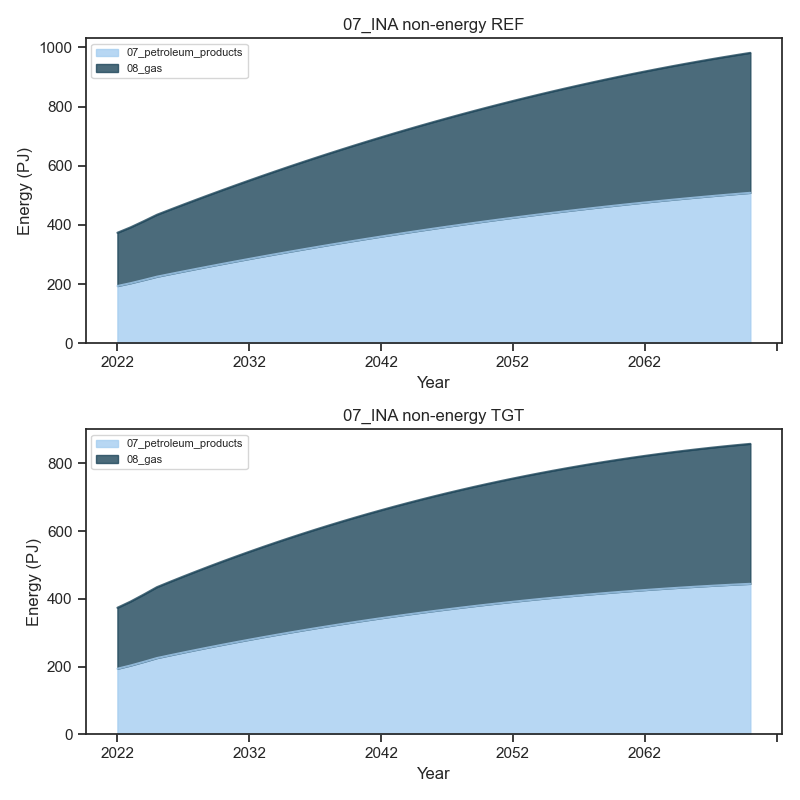 07_INA non-energy REF
07_petroleum_products
08_gas
Energy (PJ)
1000
800
600
400
200
0
2022 2032 2042 2052 2062
Year
07_INA non-energy TGT
07_petroleum_products
08_gas
Energy (PJ)
800
600
400
200
0
2022 2032 2042 2052 2062
Year